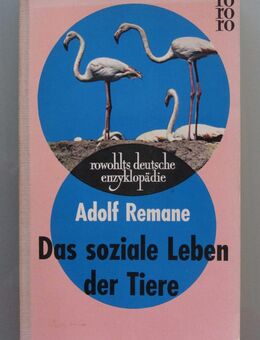 ro
ro
ro
rowohlts deutsche
enzyklopädie
Adolf Remane
Das soziale Leben
der Tiere